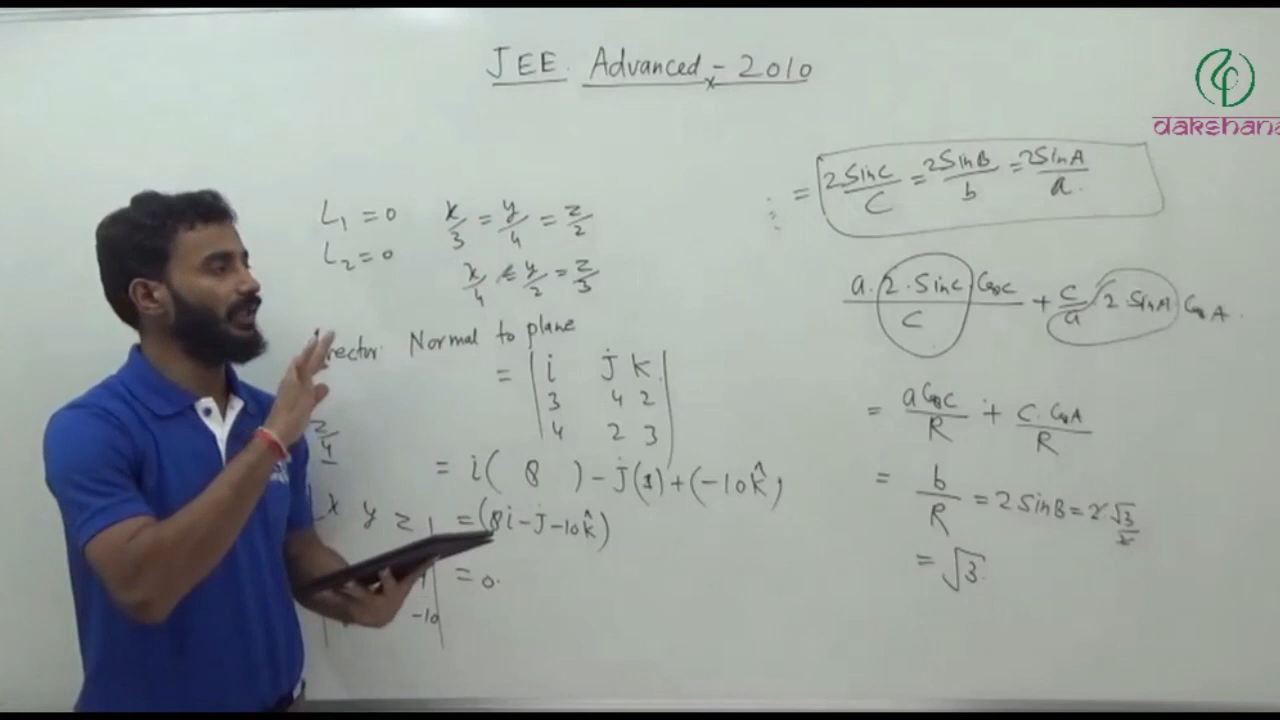 JEE Advanced - 2010
dakshana
L₁ = 0 x/3 = y/4 = z/2
L₂ = 0 x/4 = y/2 = z/3
Normal to plane
= | i j k |
| 3 4 2 |
| 4 2 3 |
= i( 8 ) - j(1) + (-10k̂)
z/4
x y z | = (8i - j - 10k̂)
| = 0.
-10 |
∴ = 2SinC/C = 2SinB/b = 2SinA/a.
a. 2. SinC CosC / C + C/a 2 SinA CosA.
= a CosC / R + C. CosA / R
= b/R = 2 SinB = 2 √3/2
= √3.